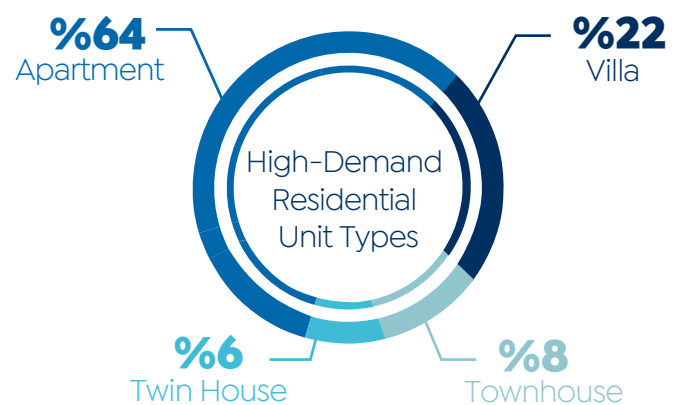 %64
Apartment
%22
Villa
High-Demand
Residential
Unit Types
%6
Twin House
%8
Townhouse